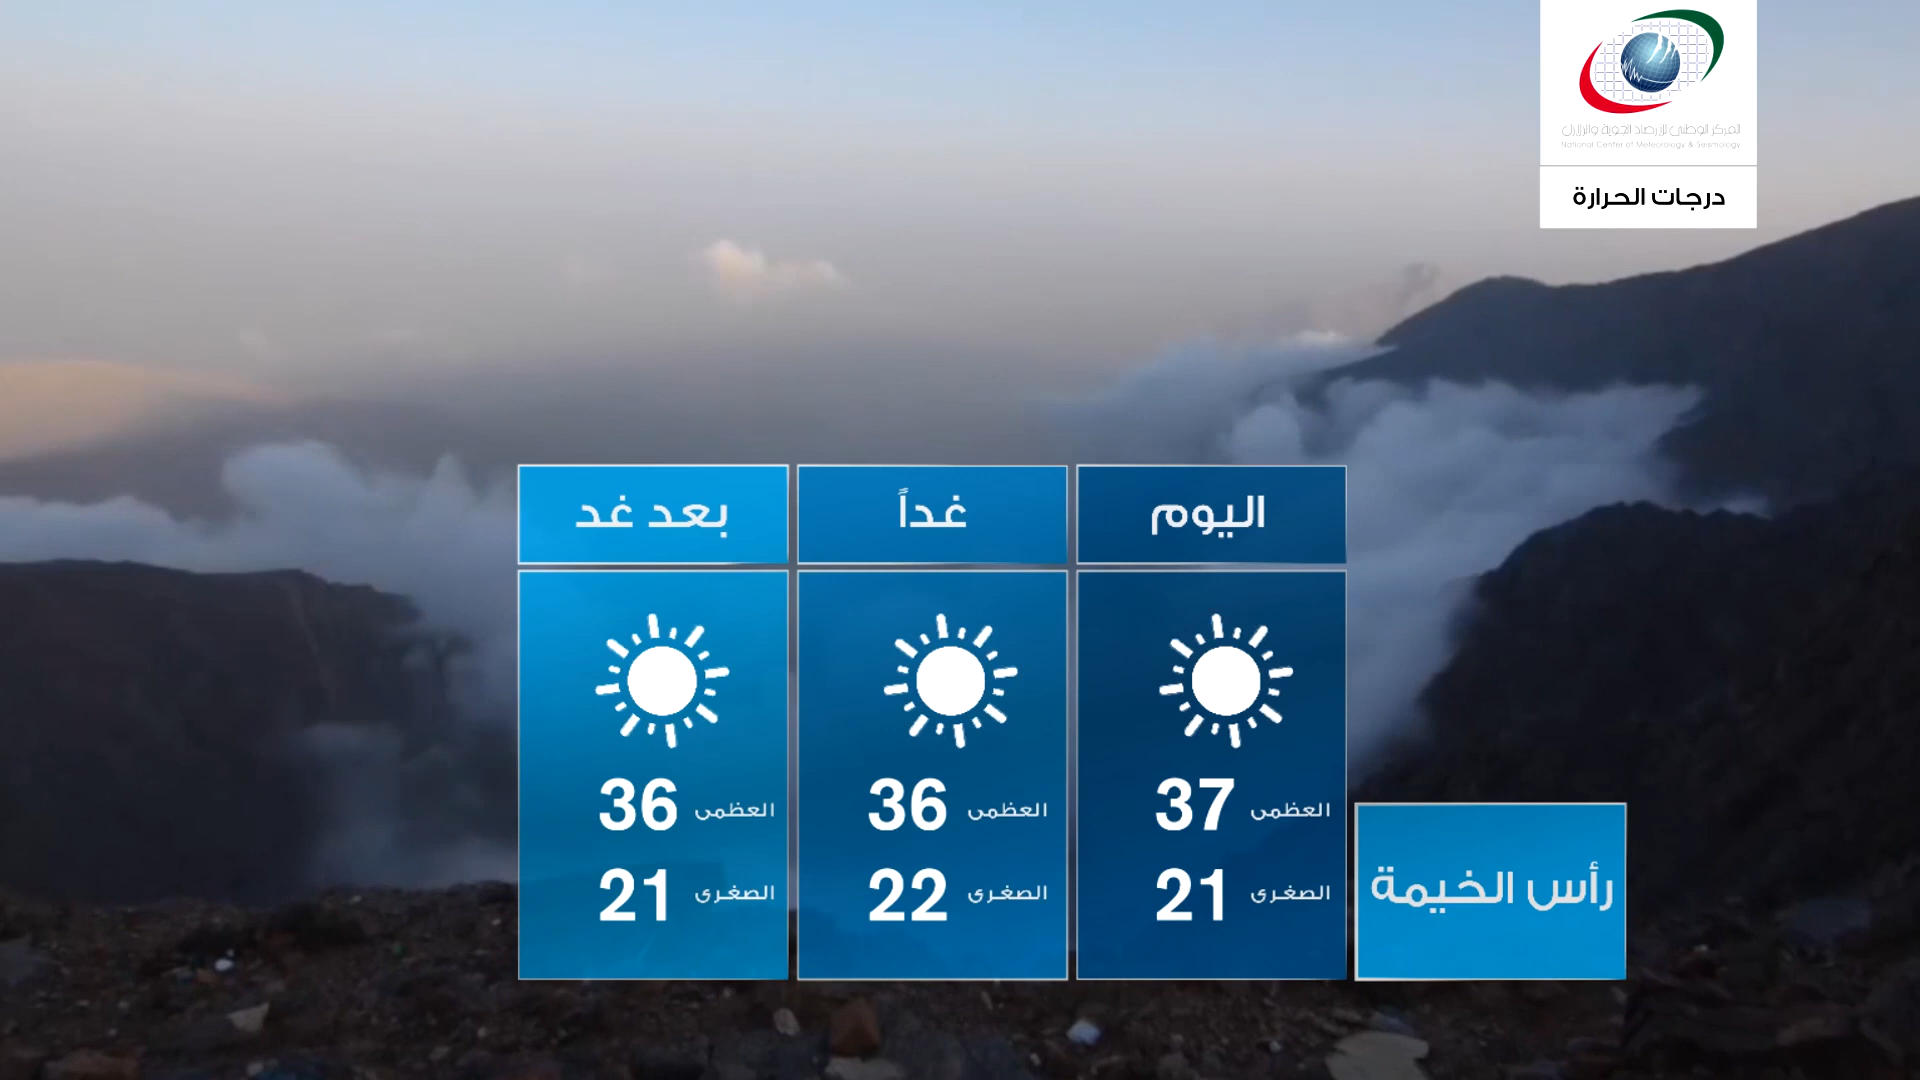 المركز الوطني للأرصاد الجوية والزلازل
National Center of Meteorology & Seismology
درجات الحرارة
اليوم
غداً
بعد غد
العظمى 37
العظمى 36
العظمى 36
الصغرى 21
الصغرى 22
الصغرى 21
رأس الخيمة